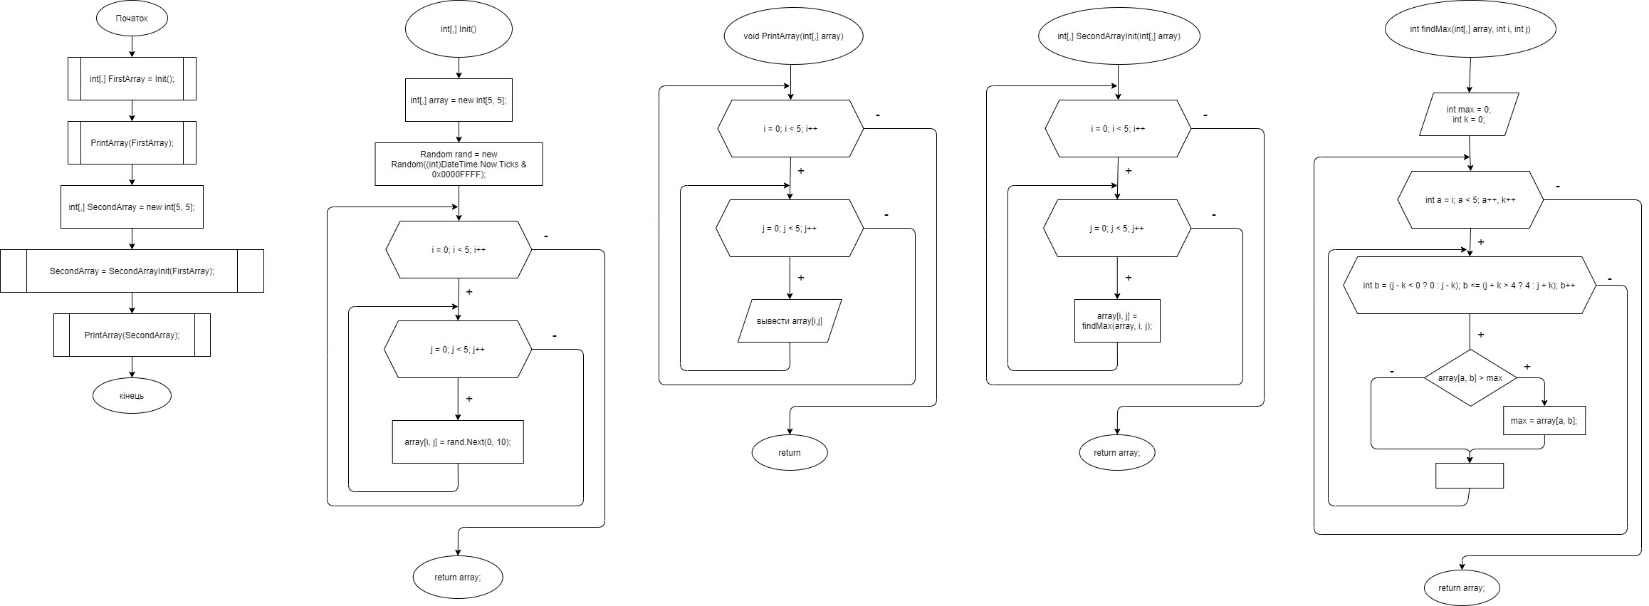 Початок
int[,] FirstArray = Init();
PrintArray(FirstArray);
int[,] SecondArray = new int[5, 5];
SecondArray = SecondArrayInit(FirstArray);
PrintArray(SecondArray);
кінець
int[,] Init()
int[,] array = new int[5, 5];
Random rand = new
Random((int)DateTime.Now.Ticks &
0x0000FFFF);
i = 0; i < 5; i++
-
+
j = 0; j < 5; j++
-
+
array[i, j] = rand.Next(0, 10);
return array;
void PrintArray(int[,] array)
i = 0; i < 5; i++
-
+
j = 0; j < 5; j++
-
+
вывести array[i,j]
return
int[,] SecondArrayInit(int[,] array)
i = 0; i < 5; i++
-
+
j = 0; j < 5; j++
-
+
array[i, j] =
findMax(array, i, j);
return array;
int findMax(int[,] array, int i, int j)
int max = 0;
int k = 0;
int a = i; a < 5; a++, k++
-
+
int b = (j - k < 0 ? 0 : j - k); b <= (j + k > 4 ? 4 : j + k); b++
-
+
array[a, b] > max
-
+
max = array[a, b];
return array;